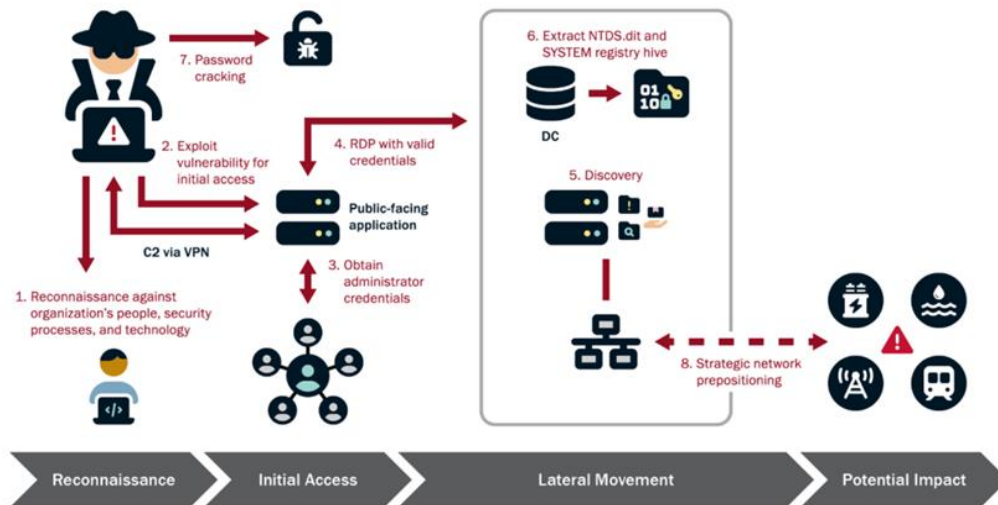 7. Password
cracking
2. Exploit
vulnerability for
initial access
C2 via VPN
1. Reconnaissance against
organization's people, security
processes, and technology
</>
Public-facing
application
3. Obtain
administrator
credentials
4. RDP with valid
credentials
6. Extract NTDS.dit and
SYSTEM registry hive
01
10
DC
5. Discovery
8. Strategic network
prepositioning
Reconnaissance
Initial Access
Lateral Movement
Potential Impact